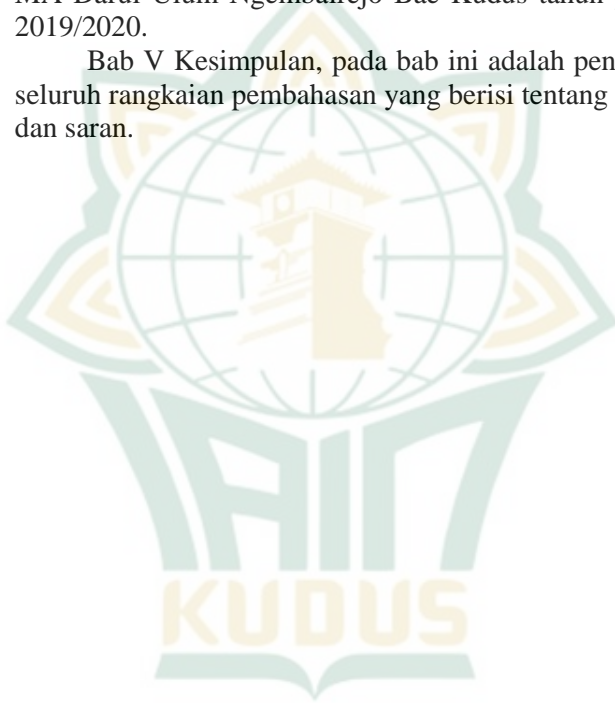 MA Darul Ulum Ngembalrejo Bae Kudus tahun
2019/2020.
Bab V Kesimpulan, pada bab ini adalah pen
seluruh rangkaian pembahasan yang berisi tentang
dan saran.
IAIN
KUDUS